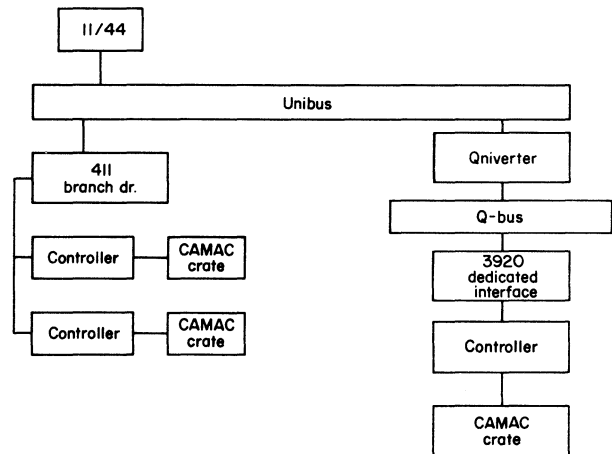 11/44
Unibus
411
branch dr.
Qniverter
Q-bus
Controller
CAMAC
crate
3920
dedicated
interface
Controller
CAMAC
crate
Controller
CAMAC
crate